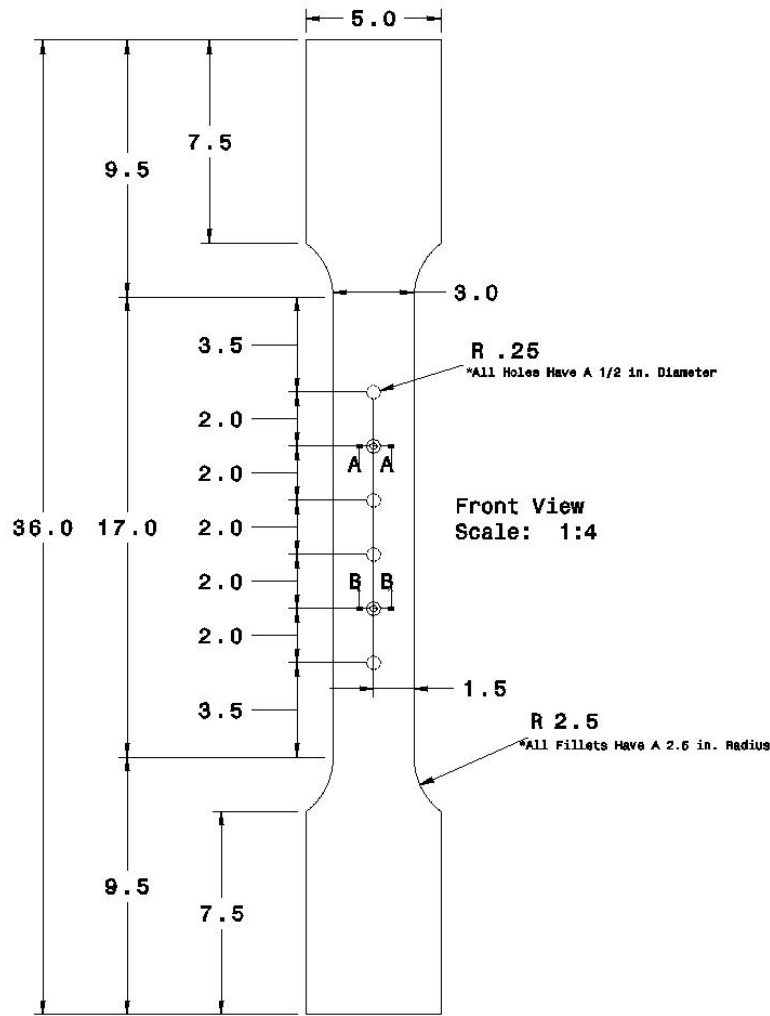 5.0
7.5
9.5
3.0
3.5
R .25
*All Holes Have A 1/2 in. Diameter
2.0
A A
2.0
Front View
Scale: 1:4
36.0 17.0 2.0
2.0
B B
2.0
1.5
3.5
R 2.5
*All Fillets Have A 2.5 in. Radius
9.5
7.5